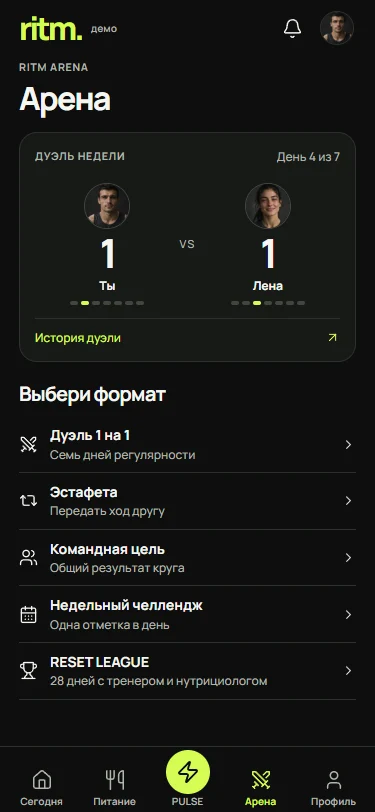 ritm. демо
RITM ARENA
Арена
ДУЭЛЬ НЕДЕЛИ День 4 из 7
1 VS 1
Ты Лена
История дуэли
Выбери формат
Дуэль 1 на 1
Семь дней регулярности
Эстафета
Передать ход другу
Командная цель
Общий результат круга
Недельный челлендж
Одна отметка в день
RESET LEAGUE
28 дней с тренером и нутрициологом
Сегодня Питание PULSE Арена Профиль